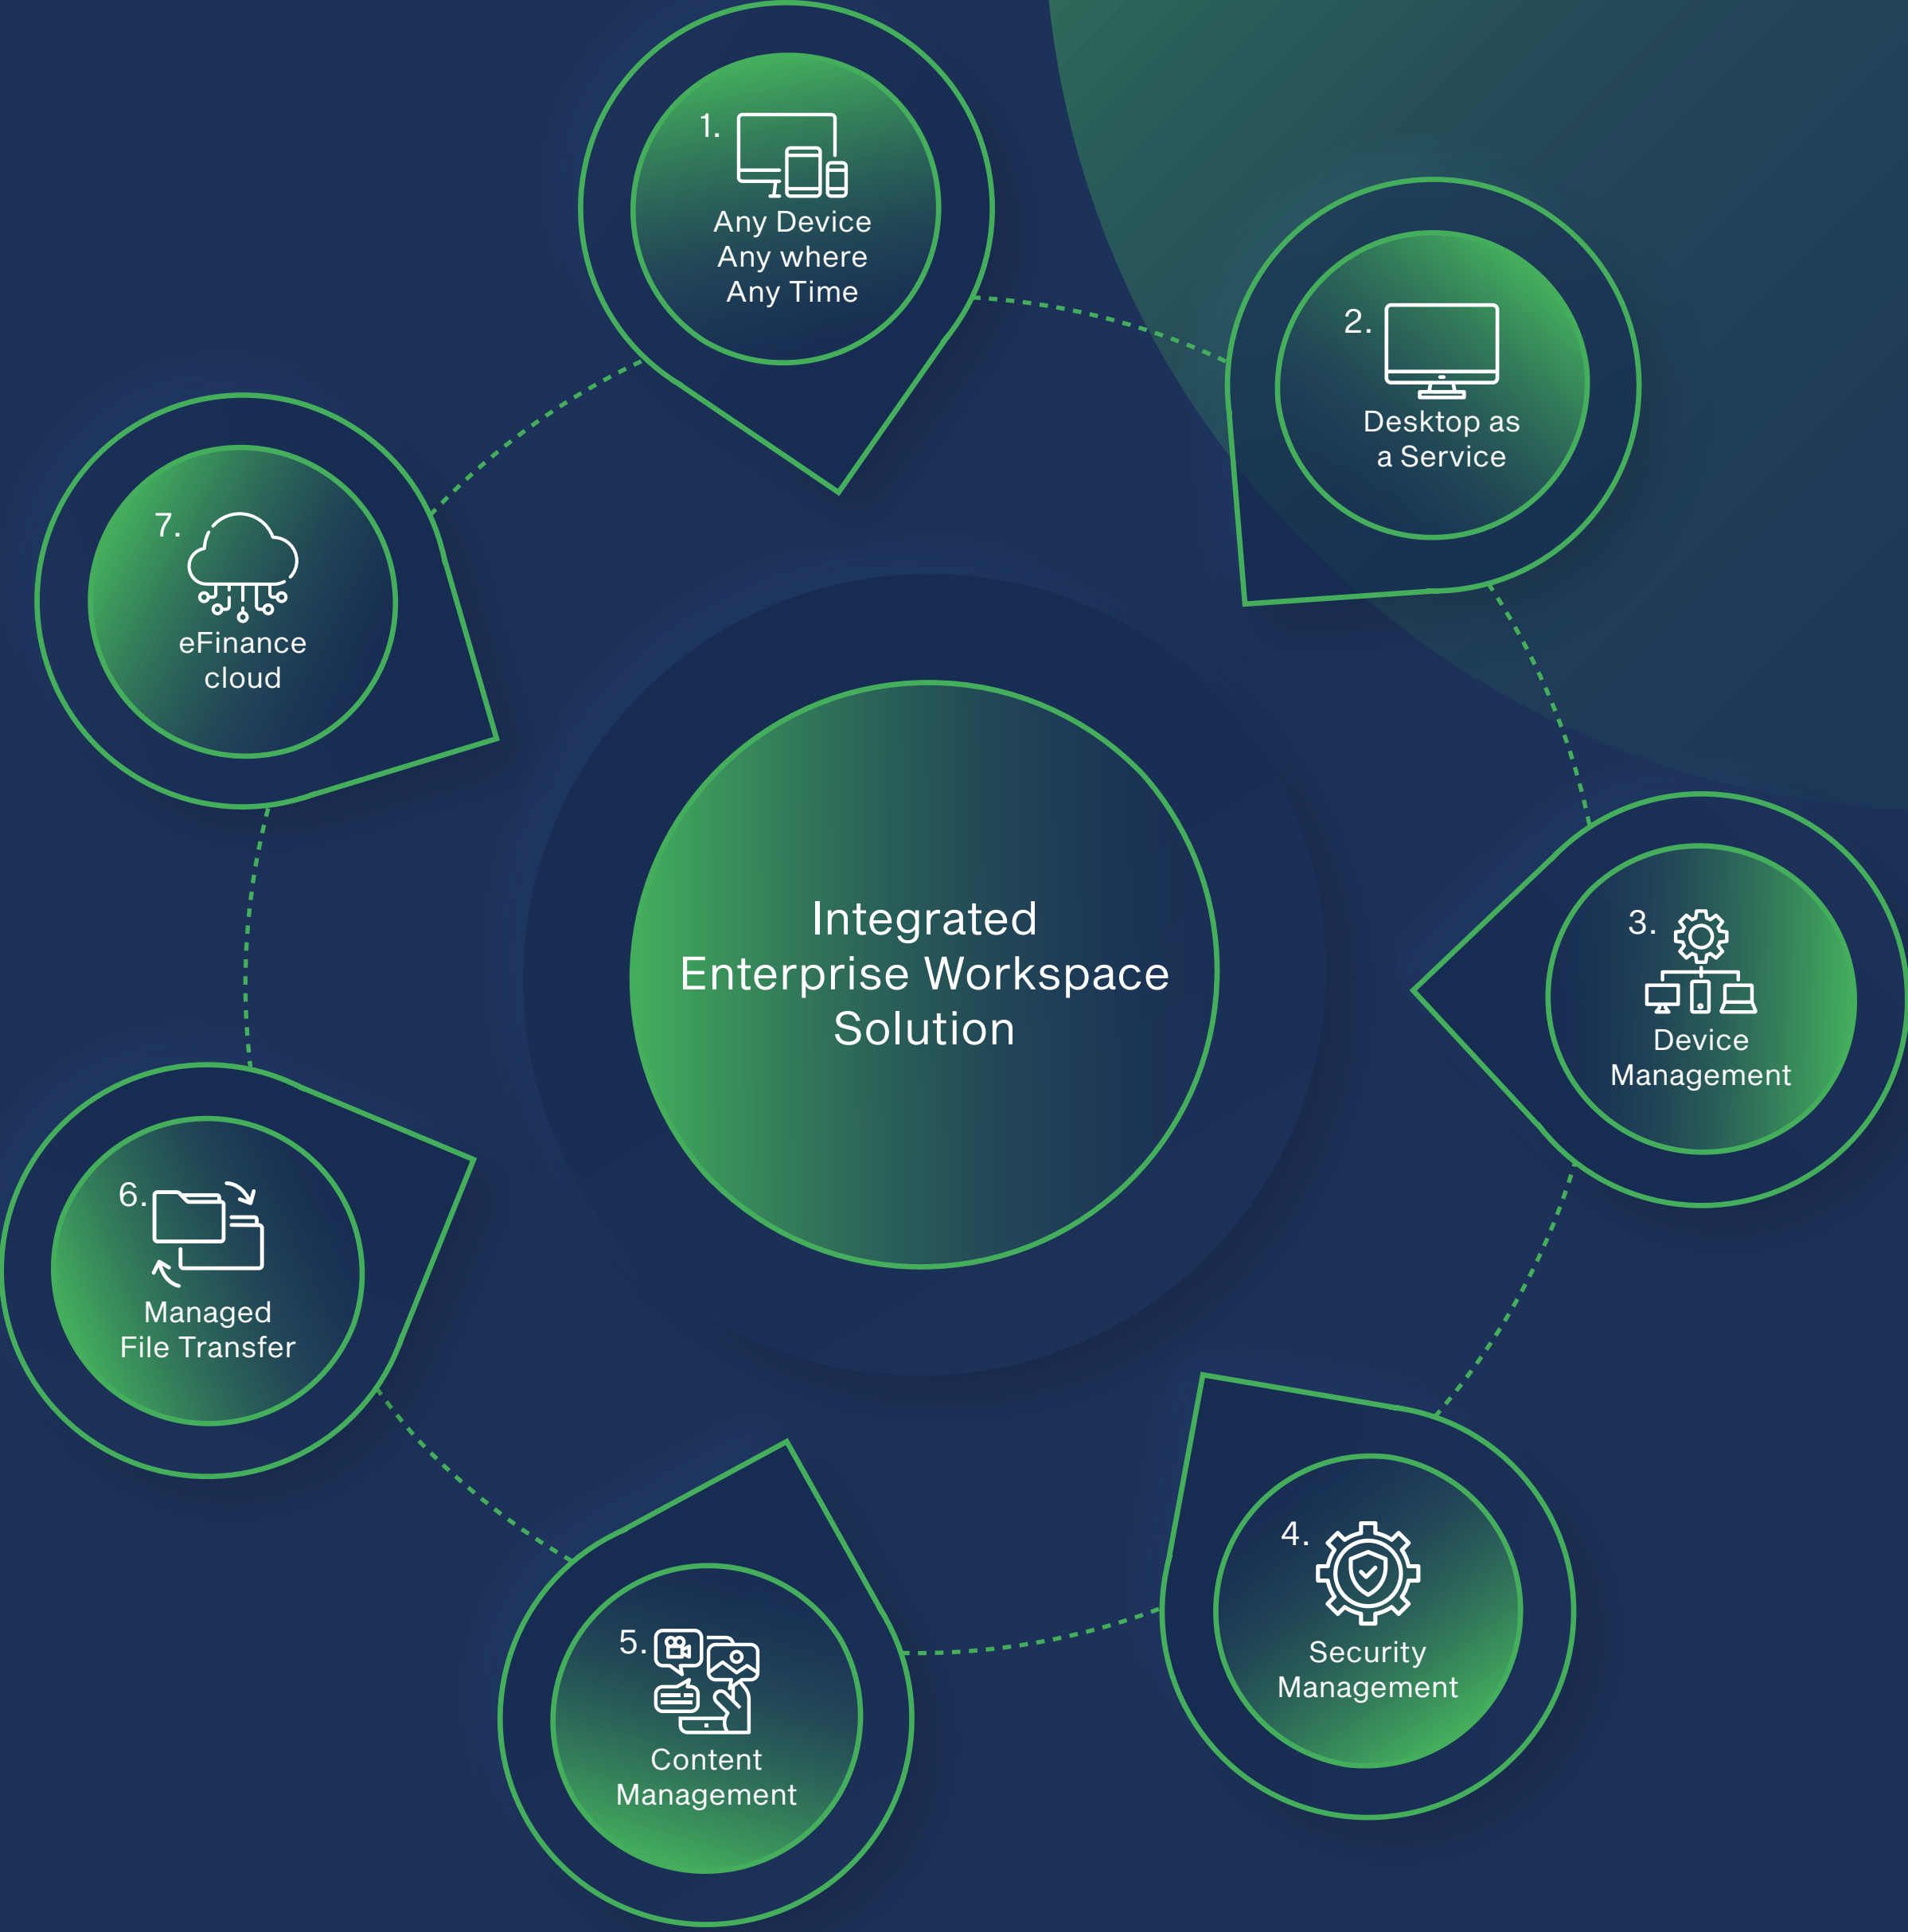 1.
Any Device
Any where
Any Time
2.
Desktop as
a Service
3.
Device
Management
4.
Security
Management
5.
Content
Management
6.
Managed
File Transfer
7.
eFinance
cloud
Integrated
Enterprise Workspace
Solution